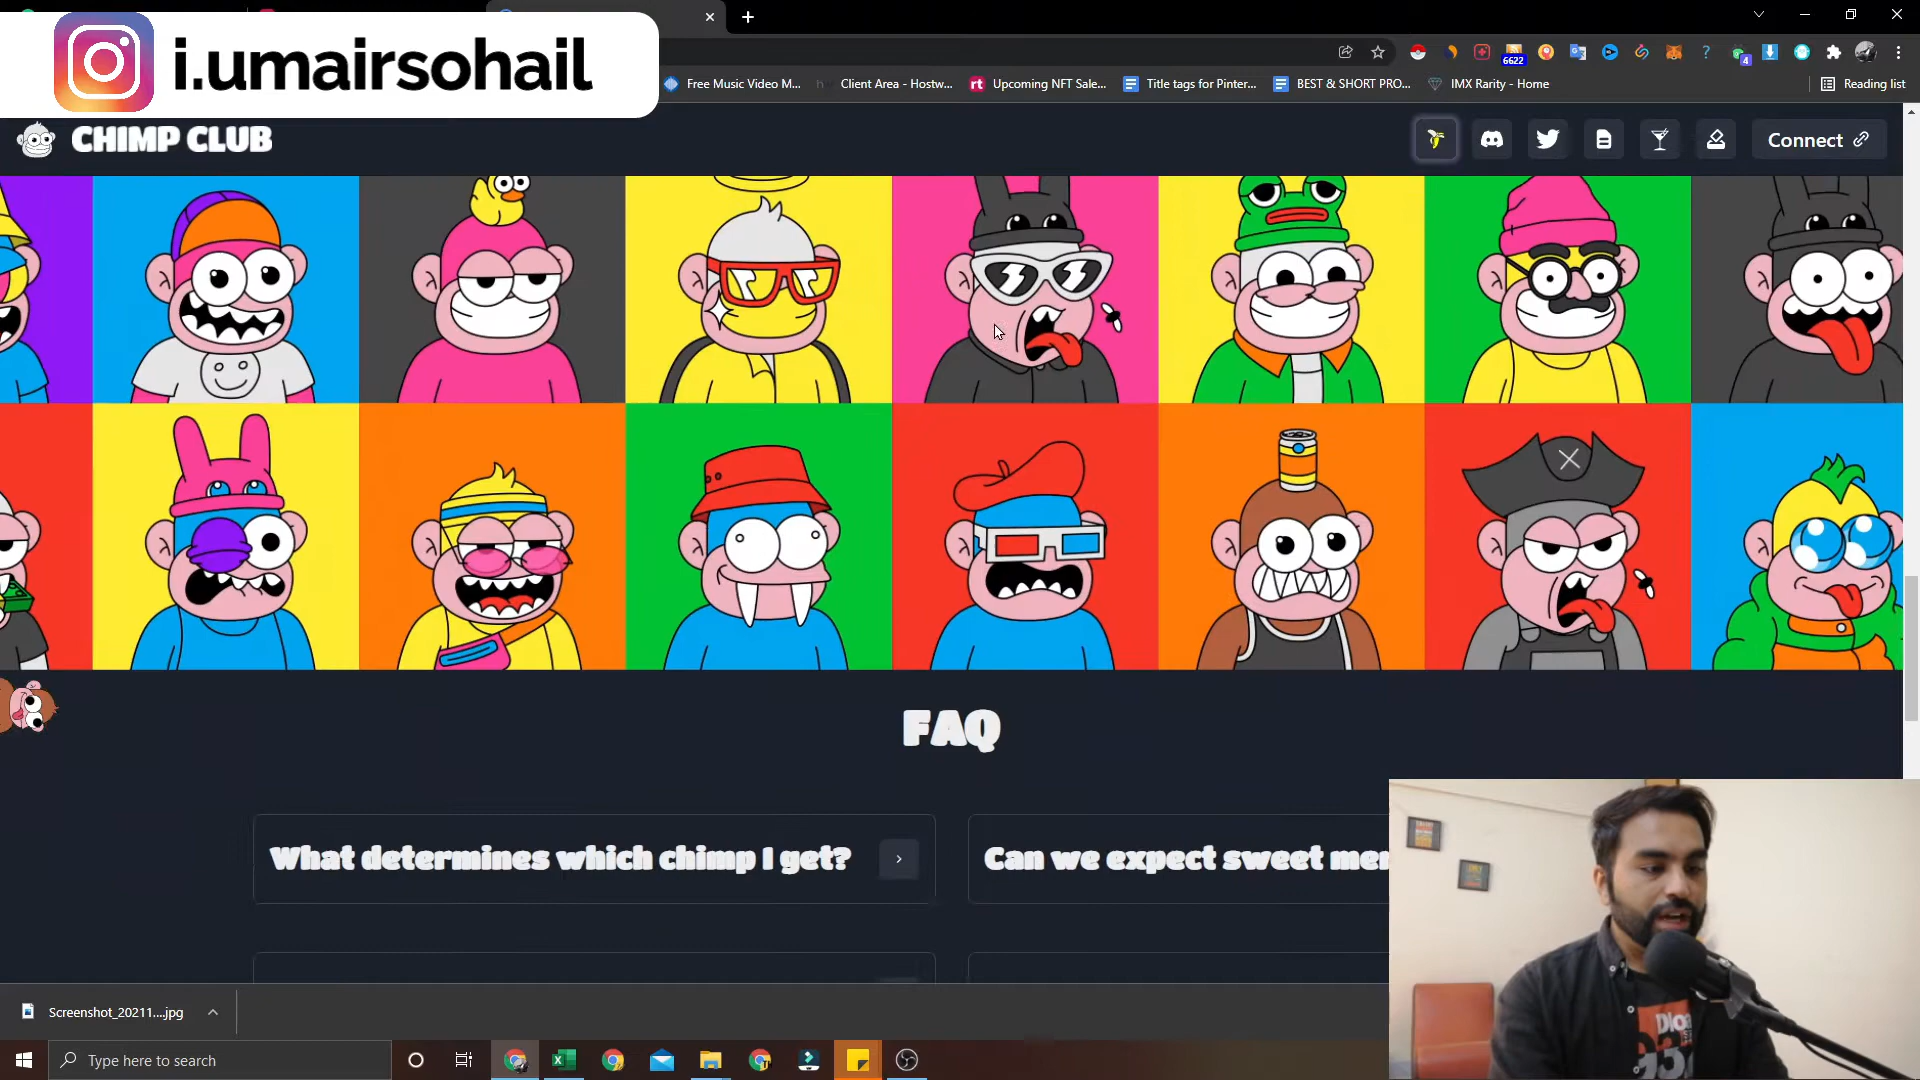 i.umairsohail
6622
4
Free Music Video M...
Client Area - Hostw...
rt
Upcoming NFT Sale...
Title tags for Pinter...
BEST & SHORT PRO...
IMX Rarity - Home
Reading list
CHIMP CLUB
Connect
FAQ
What determines which chimp I get?
Can we expect sweet mer
Screenshot_20211....jpg
Type here to search